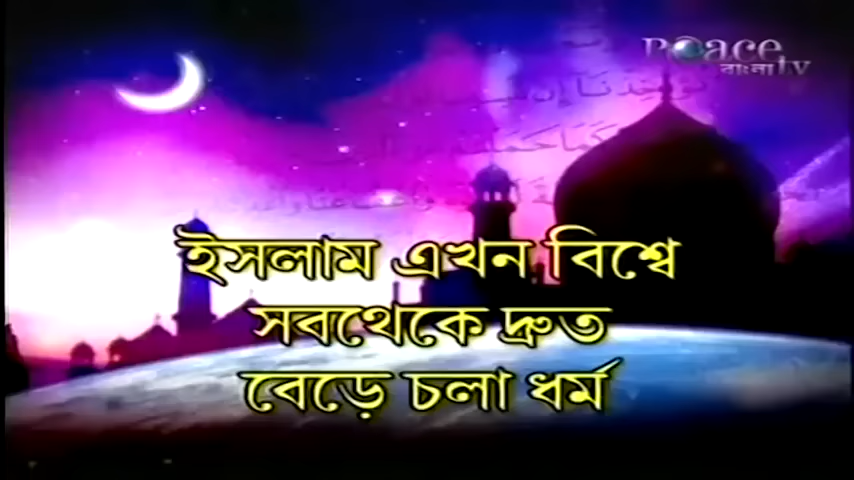 Peace
বাংলা tv
ইসলাম এখন বিশ্বে
সবথেকে দ্রুত
বেড়ে চলা ধর্ম